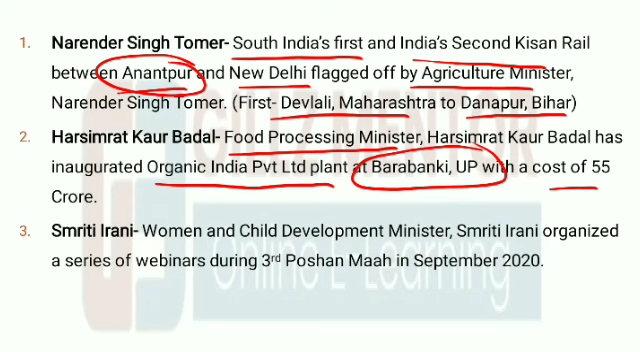 1. Narender Singh Tomer- South India's first and India's Second Kisan Rail
between Anantpur and New Delhi flagged off by Agriculture Minister,
Narender Singh Tomer. (First- Devlali, Maharashtra to Danapur, Bihar)
2. Harsimrat Kaur Badal- Food Processing Minister, Harsimrat Kaur Badal has
inaugurated Organic India Pvt Ltd plant at Barabanki, UP with a cost of 55
Crore.
3. Smriti Irani- Women and Child Development Minister, Smriti Irani organized
a series of webinars during 3rd Poshan Maah in September 2020.
Online E-Learning